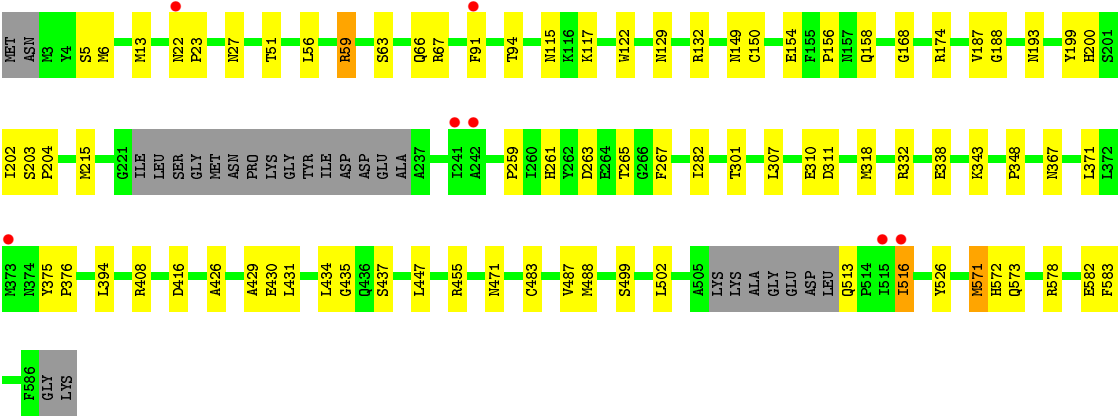 MET ASN M3 Y4 S5 M6 M13 N22 P23 N27 T51 L56 R59 S63 Q66 R67 F91 T94 N115 K116 K117 W122 N129 R132 N149 C150 E154 F155 P156 N157 Q158 G168 R174 V187 G188 N193 Y199 H200 S201
I202 S203 P204 M215 G221 ILE LEU SER GLY MET ASN PRO LYS GLY TYR ILE ASP ASP GLU ALA A237 I241 A242 P259 I260 H261 Y262 D263 E264 T265 G266 F267 I282 T301 L307 E310 D311 M318 R332 E338 K343 P348 N367 L371 L372
M373 N374 Y375 P376 L394 R408 D416 A426 A429 E430 L431 L434 G435 Q436 S437 L447 R455 N471 C483 V487 M488 S499 L502 A505 LYS LYS ALA GLY GLU ASP LEU Q513 P514 I515 I516 Y526 M571 H572 Q573 R578 E582 F583
F586 GLY LYS